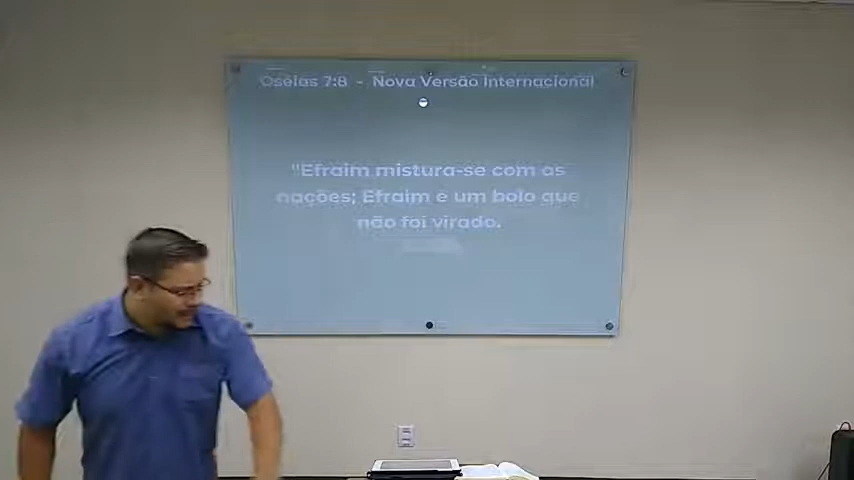 Oséias 7:8 - Nova Versão Internacional
"Efraim mistura-se com as
nações; Efraim é um bolo que
não foi virado.